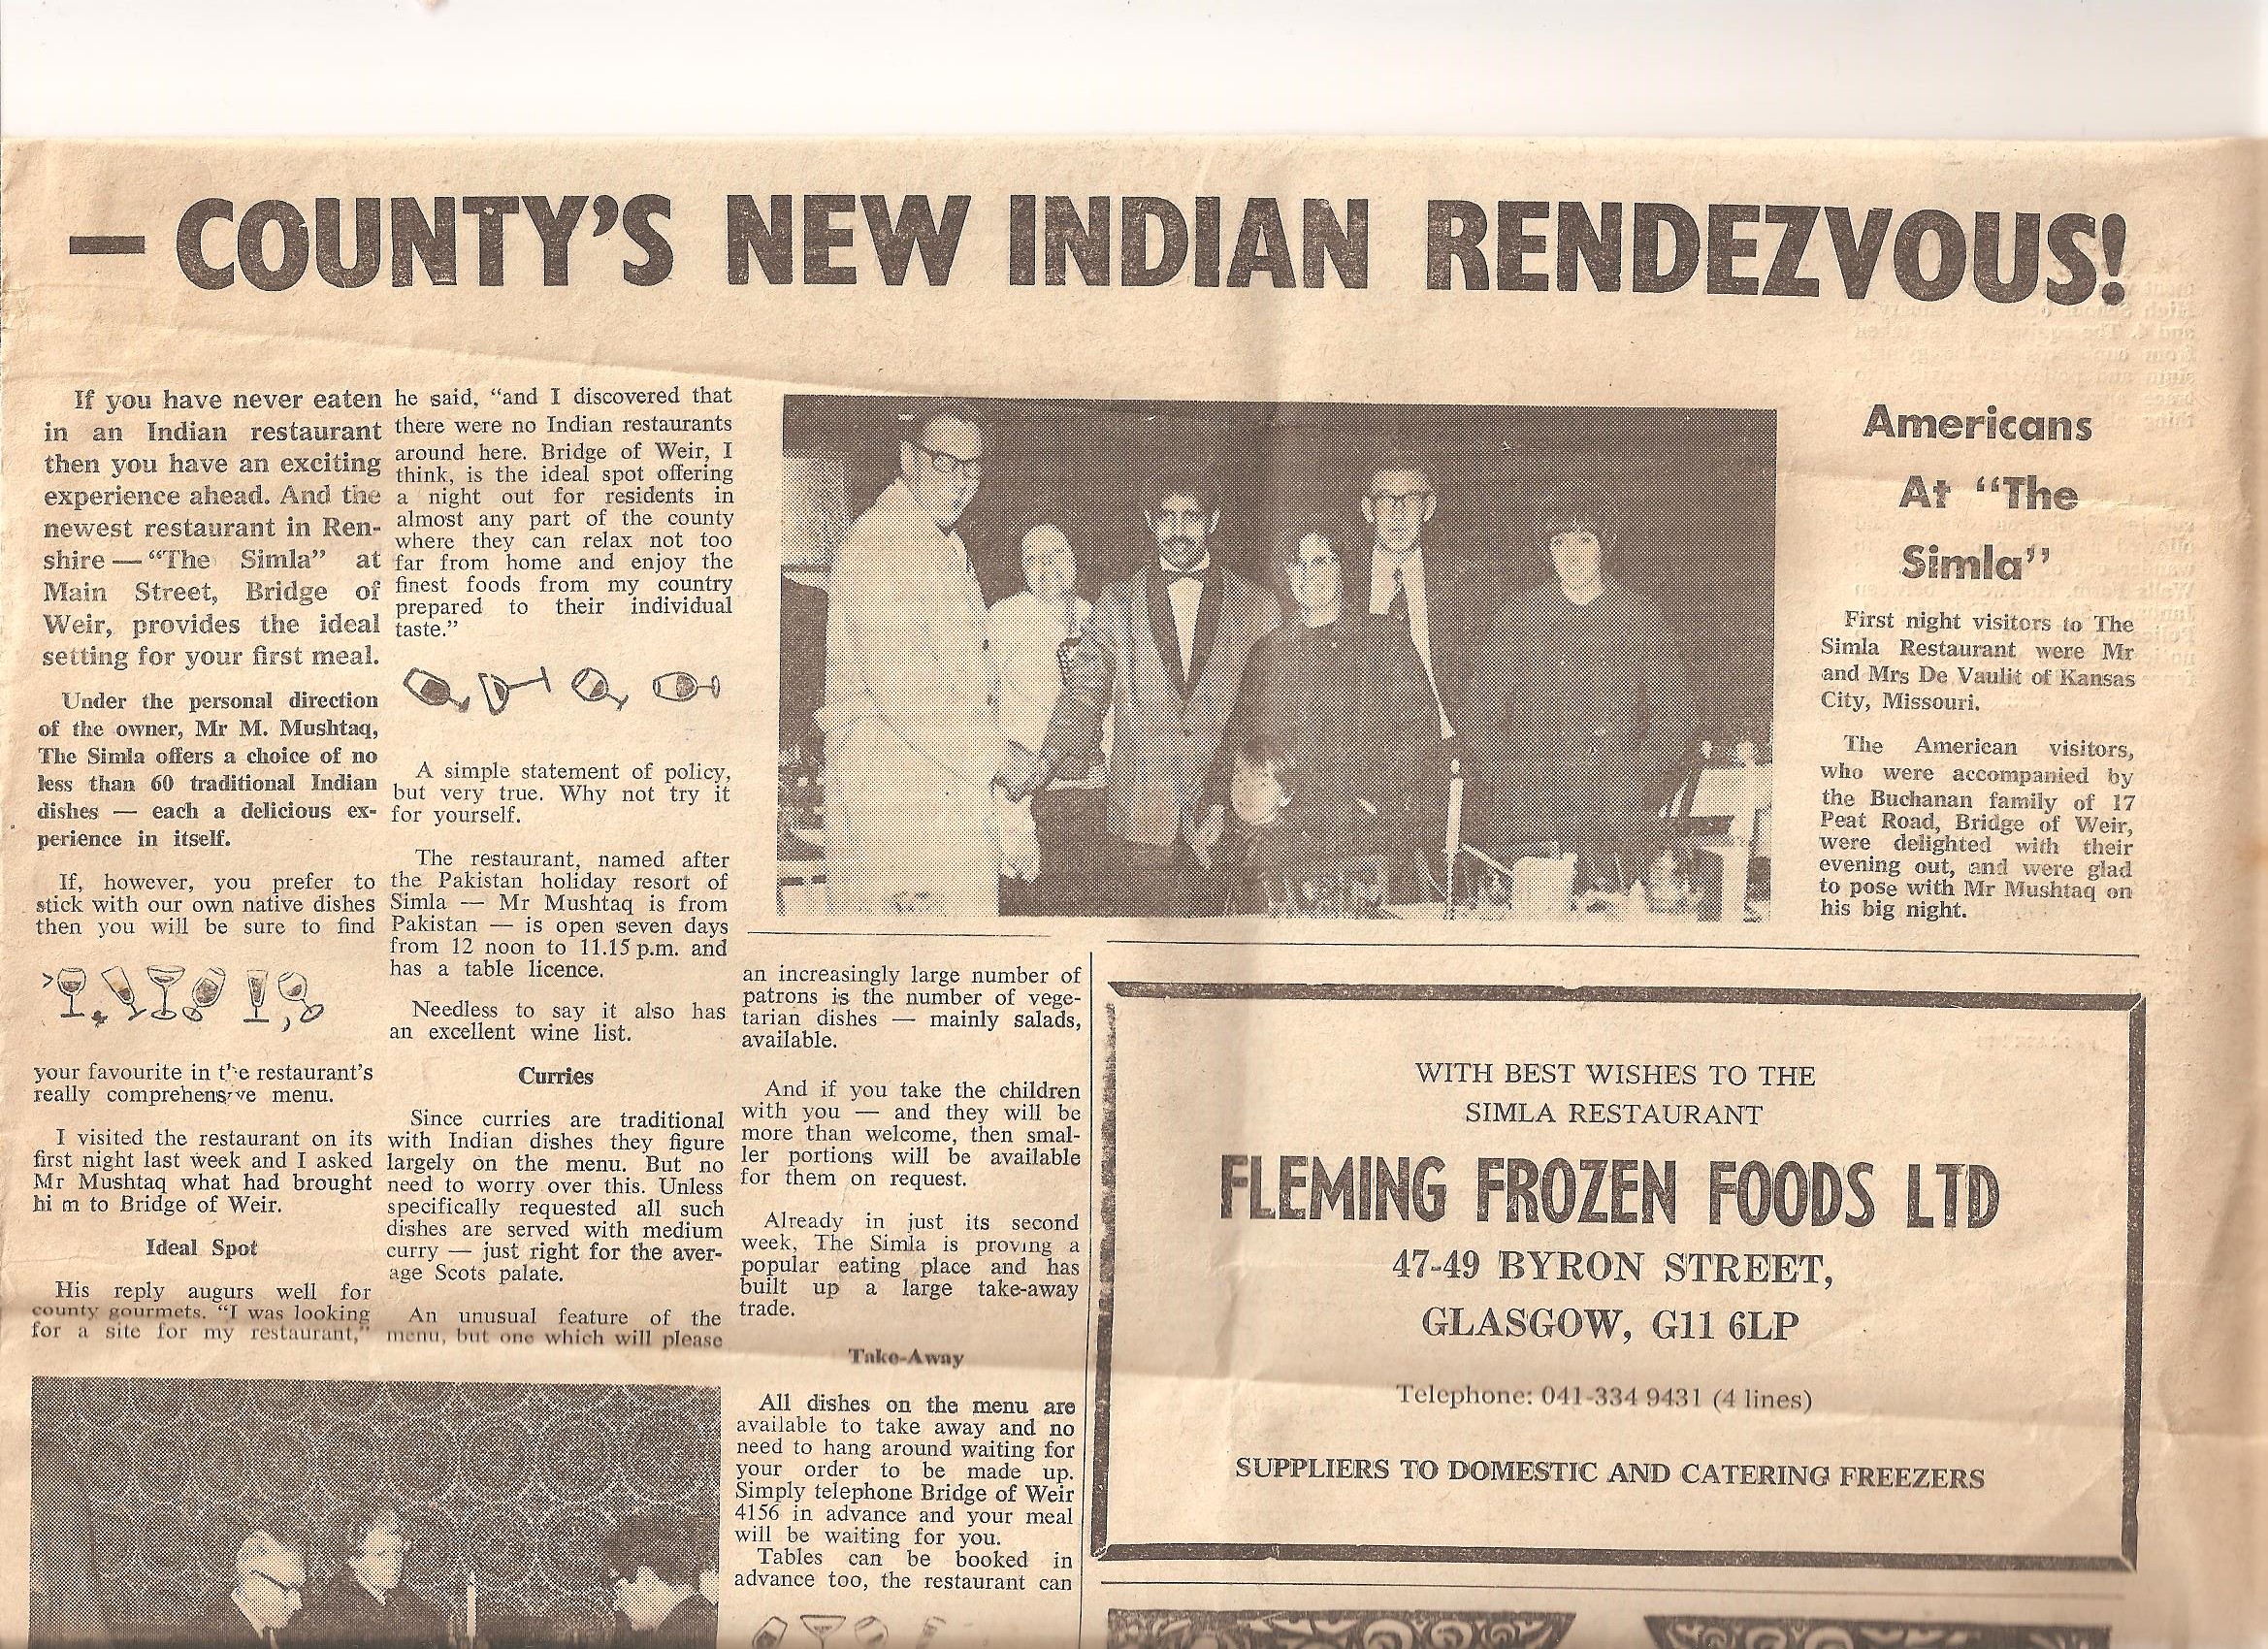 — COUNTY'S NEW INDIAN RENDEZVOUS!
If you have never eaten
in an Indian restaurant
then you have an exciting
experience ahead. And the
newest restaurant in Ren-
shire — "The Simla" at
Main Street, Bridge of
Weir, provides the ideal
setting for your first meal.
Under the personal direction
of the owner, Mr M. Mushtaq,
The Simla offers a choice of no
less than 60 traditional Indian
dishes — each a delicious ex-
perience in itself.
If, however, you prefer to
stick with our own native dishes
then you will be sure to find
your favourite in the restaurant's
really comprehensive menu.
I visited the restaurant on its
first night last week and I asked
Mr Mushtaq what had brought
hi m to Bridge of Weir.
Ideal Spot
His reply augurs well for
county gourmets. "I was looking
for a site for my restaurant,"
he said, "and I discovered that
there were no Indian restaurants
around here. Bridge of Weir, I
think, is the ideal spot offering
a night out for residents in
almost any part of the county
where they can relax not too
far from home and enjoy the
finest foods from my country
prepared to their individual
taste."
A simple statement of policy,
but very true. Why not try it
for yourself.
The restaurant, named after
the Pakistan holiday resort of
Simla — Mr Mushtaq is from
Pakistan — is open seven days
from 12 noon to 11.15 p.m. and
has a table licence.
Needless to say it also has
an excellent wine list.
Curries
Since curries are traditional
with Indian dishes they figure
largely on the menu. But no
need to worry over this. Unless
specifically requested all such
dishes are served with medium
curry — just right for the aver-
age Scots palate.
An unusual feature of the
menu, but one which will please
an increasingly large number of
patrons is the number of vege-
tarian dishes — mainly salads,
available.
And if you take the children
with you — and they will be
more than welcome, then smal-
ler portions will be available
for them on request.
Already in just its second
week, The Simla is proving a
popular eating place and has
built up a large take-away
trade.
Take-Away
All dishes on the menu are
available to take away and no
need to hang around waiting for
your order to be made up.
Simply telephone Bridge of Weir
4156 in advance and your meal
will be waiting for you.
Tables can be booked in
advance too, the restaurant can
Americans
At "The
Simla"
First night visitors to The
Simla Restaurant were Mr
and Mrs De Vaulit of Kansas
City, Missouri.
The American visitors,
who were accompanied by
the Buchanan family of 17
Peat Road, Bridge of Weir,
were delighted with their
evening out, and were glad
to pose with Mr Mushtaq on
his big night.
WITH BEST WISHES TO THE
SIMLA RESTAURANT
FLEMING FROZEN FOODS LTD
47-49 BYRON STREET,
GLASGOW, G11 6LP
Telephone: 041-334 9431 (4 lines)
SUPPLIERS TO DOMESTIC AND CATERING FREEZERS